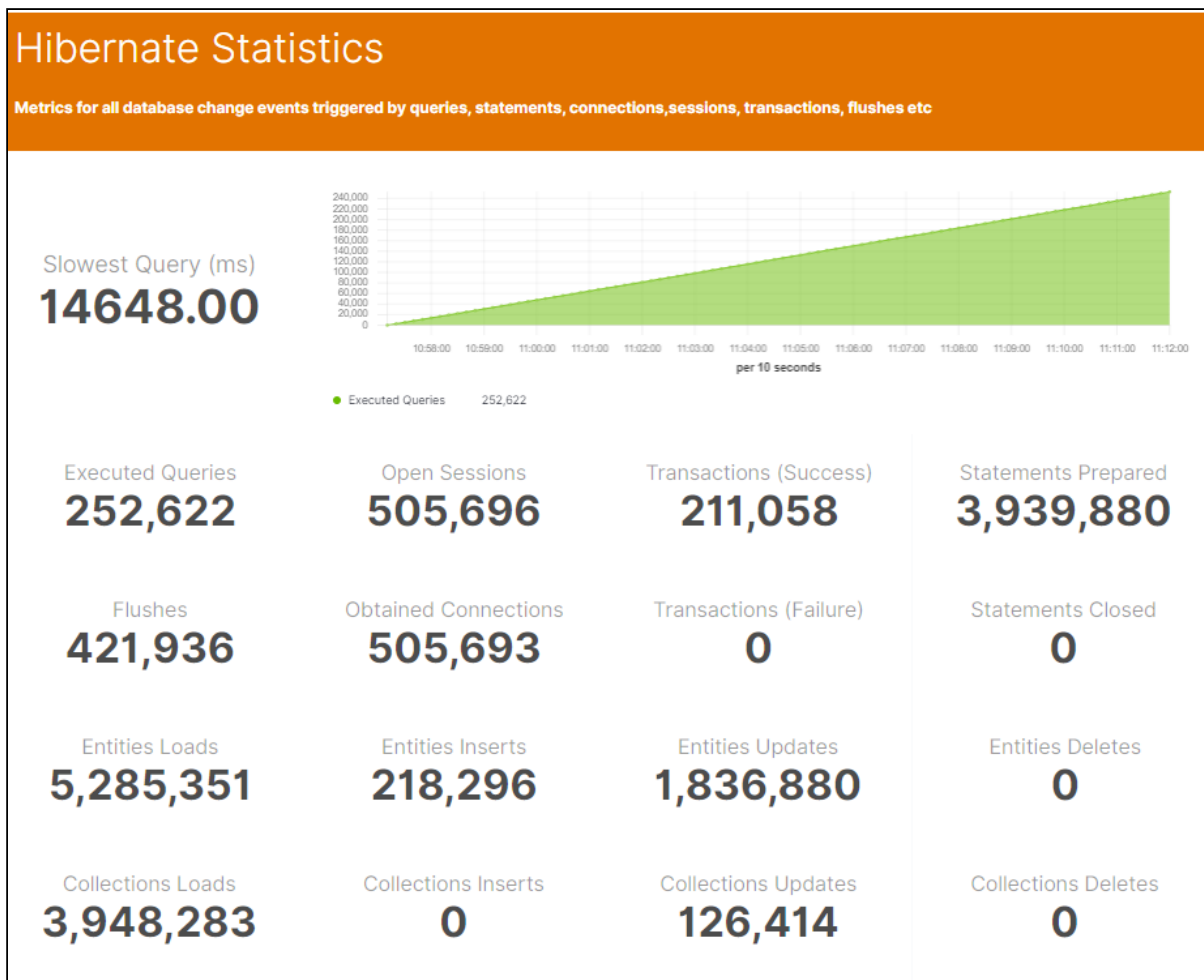 Hibernate Statistics
Metrics for all database change events triggered by queries, statements, connections,sessions, transactions, flushes etc
Slowest Query (ms)
14648.00
240,000
220,000
200,000
180,000
160,000
140,000
120,000
100,000
80,000
60,000
40,000
20,000
0
10:58:00 10:59:00 11:00:00 11:01:00 11:02:00 11:03:00 11:04:00 11:05:00 11:06:00 11:07:00 11:08:00 11:09:00 11:10:00 11:11:00 11:12:00
per 10 seconds
Executed Queries 252,622
Executed Queries Open Sessions Transactions (Success) Statements Prepared
252,622 505,696 211,058 3,939,880
Flushes Obtained Connections Transactions (Failure) Statements Closed
421,936 505,693 0 0
Entities Loads Entities Inserts Entities Updates Entities Deletes
5,285,351 218,296 1,836,880 0
Collections Loads Collections Inserts Collections Updates Collections Deletes
3,948,283 0 126,414 0